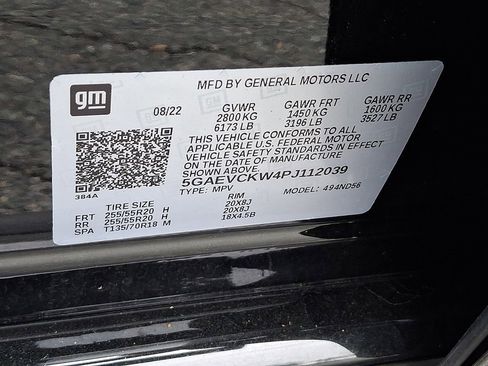 gm
MFD BY GENERAL MOTORS LLC
08/22 GVWR GAWR FRT GAWR RR
2800 KG 1450 KG 1600 KG
6173 LB 3196 LB 3527 LB
THIS VEHICLE CONFORMS TO ALL
APPLICABLE U.S. FEDERAL MOTOR
VEHICLE SAFETY STANDARDS IN EFFECT
ON THE DATE OF MANUFACTURE
SHOWN ABOVE.
5GAEVCKW4PJ112039
384A TYPE: MPV MODEL: 494ND56
TIRE SIZE RIM
FRT 255/55R20 H 20X8J
RR 255/55R20 H 20X8J
SPA T135/70R18 M 18X4.5B